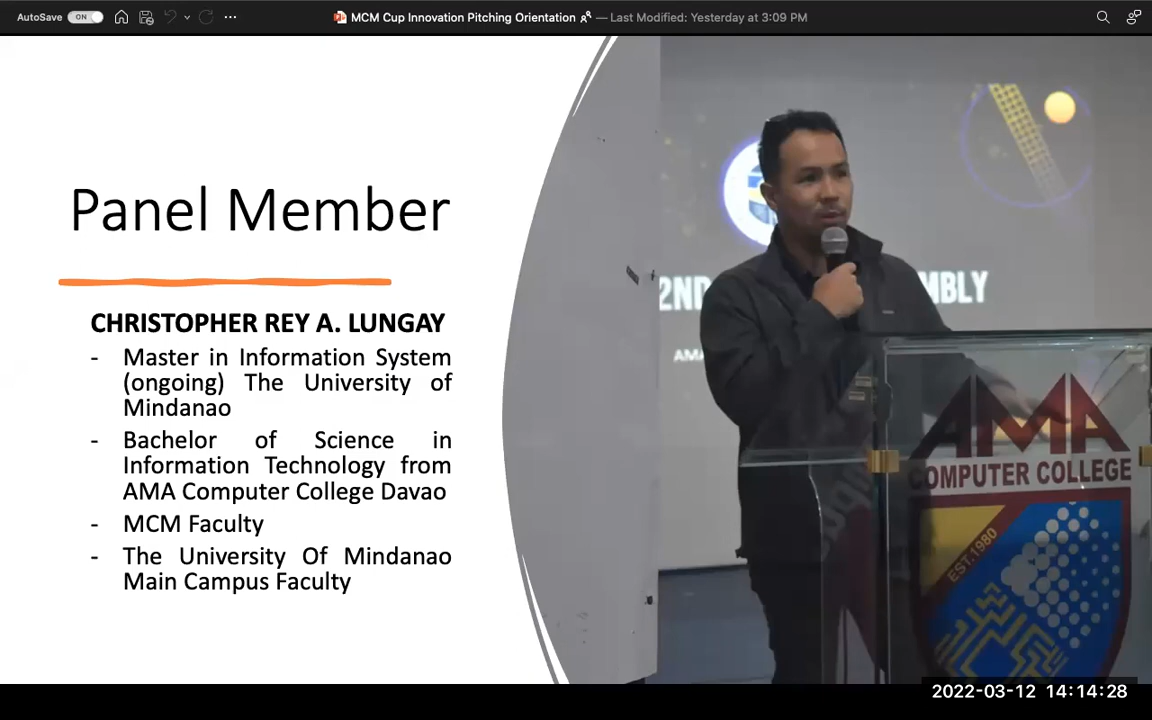 AutoSave ON
MCM Cup Innovation Pitching Orientation — Last Modified: Yesterday at 3:09 PM
Panel Member
CHRISTOPHER REY A. LUNGAY
- Master in Information System
(ongoing) The University of
Mindanao
- Bachelor of Science in
Information Technology from
AMA Computer College Davao
- MCM Faculty
- The University Of Mindanao
Main Campus Faculty
2ND
MBLY
AMA
AMA
COMPUTER COLLEGE
EST.1980
2022-03-12 14:14:28